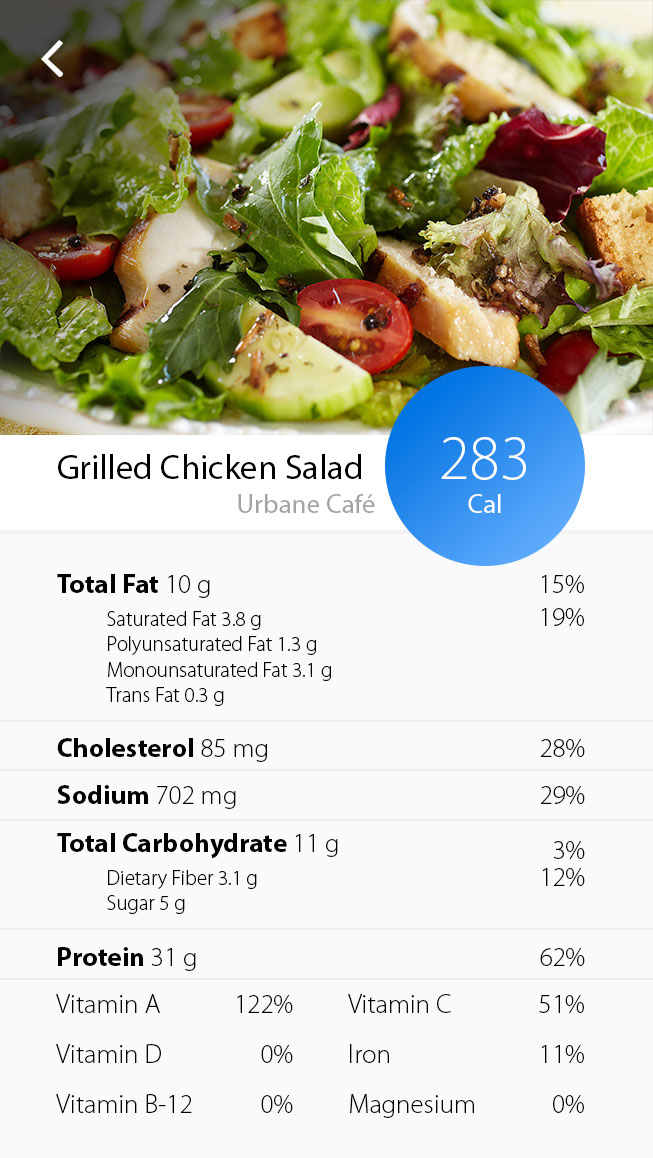 Grilled Chicken Salad
Urbane Café
283
Cal
Total Fat 10 g 15%
Saturated Fat 3.8 g 19%
Polyunsaturated Fat 1.3 g
Monounsaturated Fat 3.1 g
Trans Fat 0.3 g
Cholesterol 85 mg 28%
Sodium 702 mg 29%
Total Carbohydrate 11 g 3%
Dietary Fiber 3.1 g 12%
Sugar 5 g
Protein 31 g 62%
Vitamin A 122% Vitamin C 51%
Vitamin D 0% Iron 11%
Vitamin B-12 0% Magnesium 0%